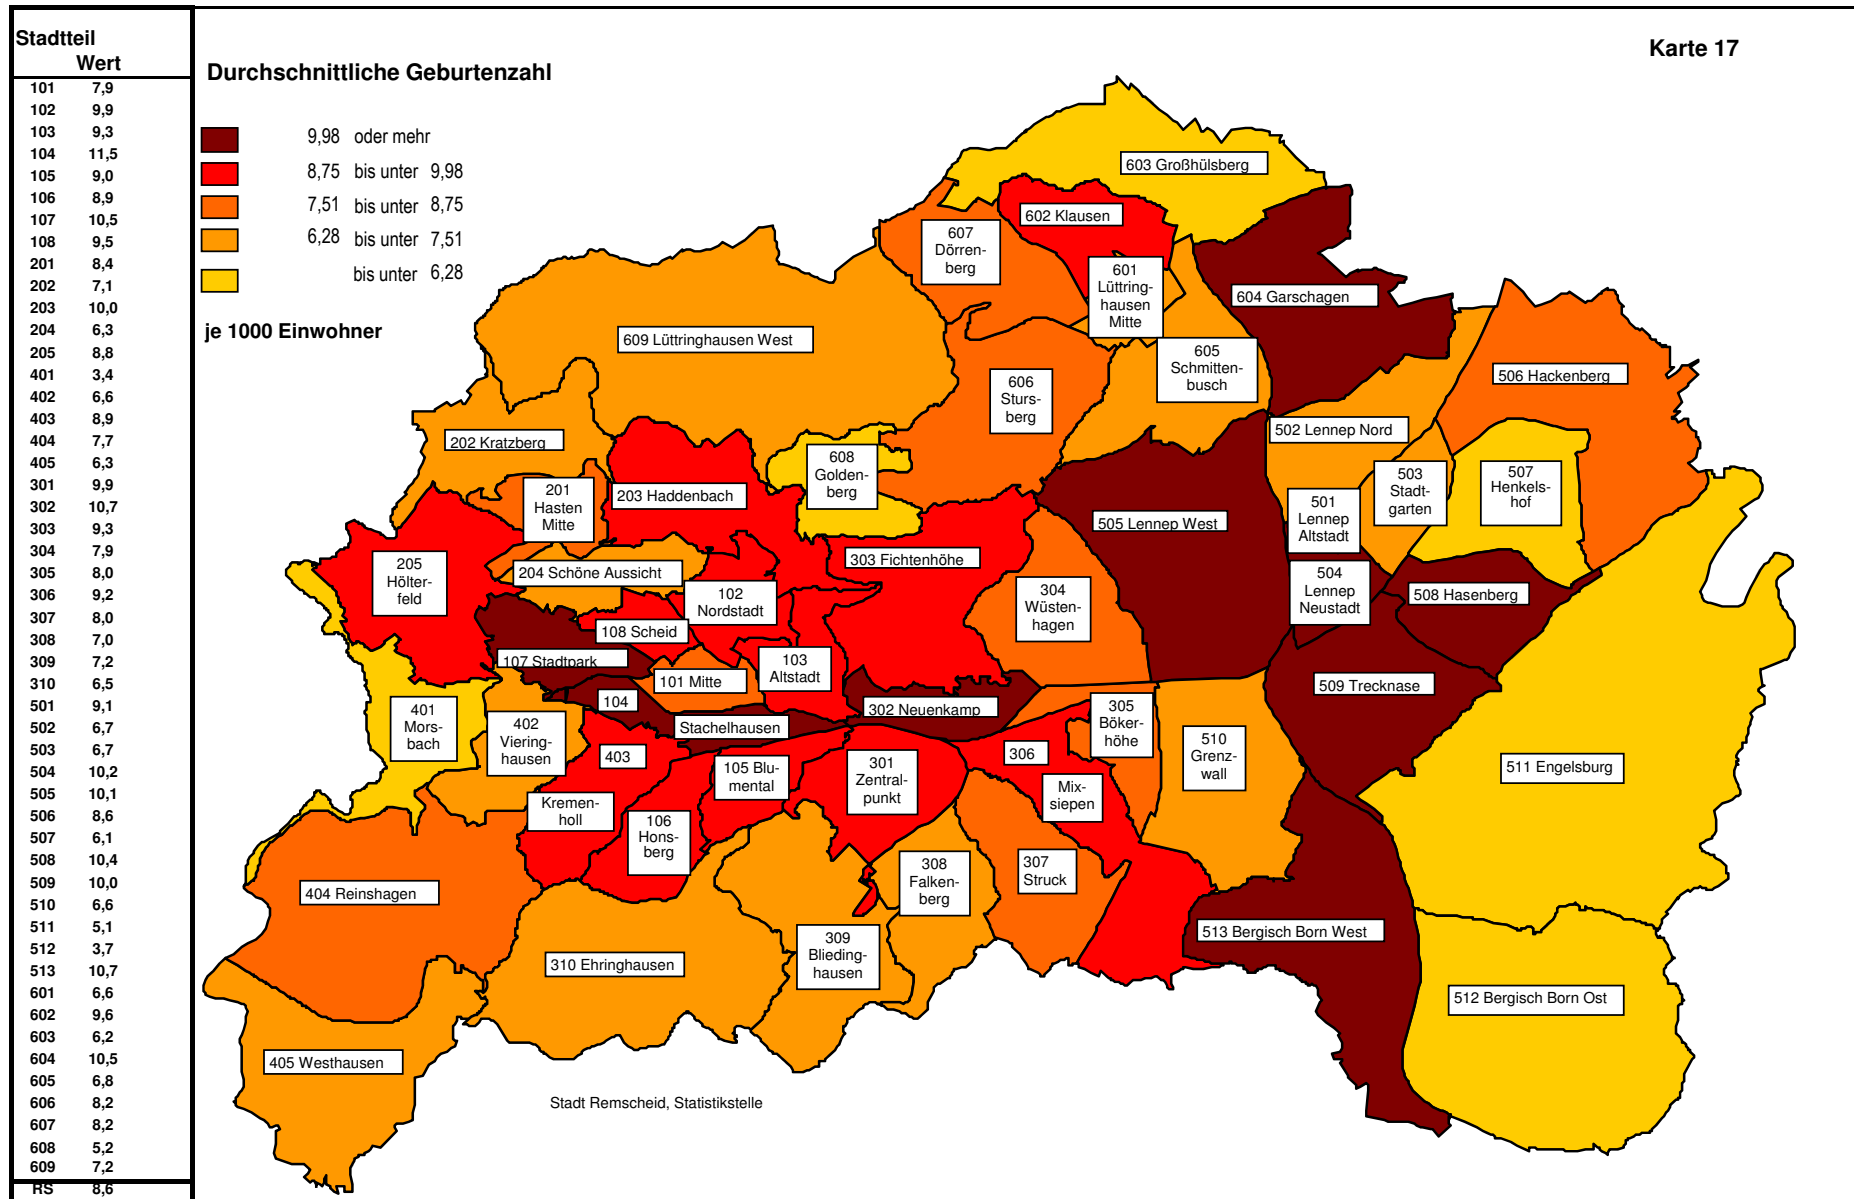 Stadtteil
Wert
101 7,9
102 9,9
103 9,3
104 11,5
105 9,0
106 8,9
107 10,5
108 9,5
201 8,4
202 7,1
203 10,0
204 6,3
205 8,8
401 3,4
402 6,6
403 8,9
404 7,7
405 6,3
301 9,9
302 10,7
303 9,3
304 7,9
305 8,0
306 9,2
307 8,0
308 7,0
309 7,2
310 6,5
501 9,1
502 6,7
503 6,7
504 10,2
505 10,1
506 8,6
507 6,1
508 10,4
509 10,0
510 6,6
511 5,1
512 3,7
513 10,7
601 6,6
602 9,6
603 6,2
604 10,5
605 6,8
606 8,2
607 8,2
608 5,2
609 7,2
RS 8,6
Karte 17
Durchschnittliche Geburtenzahl
9,98 oder mehr
8,75 bis unter 9,98
7,51 bis unter 8,75
6,28 bis unter 7,51
bis unter 6,28
je 1000 Einwohner
603 Großhülsberg
602 Klausen
607
Dörren-
berg
601
Lüttring-
hausen
Mitte
604 Garschagen
609 Lüttringhausen West
605
Schmitten-
busch
606
Sturs-
berg
506 Hackenberg
502 Lennep Nord
202 Kratzberg
608
Golden-
berg
503
Stadt-
garten
507
Henkels-
hof
201
Hasten
Mitte
203 Haddenbach
501
Lennep
Altstadt
505 Lennep West
303 Fichtenhöhe
205
Hölter-
feld
204 Schöne Aussicht
102
Nordstadt
304
Wüsten-
hagen
504
Lennep
Neustadt
508 Hasenberg
108 Scheid
107 Stadtpark
103
Altstadt
101 Mitte
509 Trecknase
104
Stachelhausen
302 Neuenkamp
401
Mors-
bach
402
Viering-
hausen
305
Böker-
höhe
510
Grenz-
wall
403
Kremen-
holl
105 Blu-
mental
301
Zentral-
punkt
306
Mix-
siepen
511 Engelsburg
106
Hons-
berg
308
Falken-
berg
307
Struck
404 Reinshagen
513 Bergisch Born West
309
Blieding-
hausen
310 Ehringhausen
512 Bergisch Born Ost
405 Westhausen
Stadt Remscheid, Statistikstelle